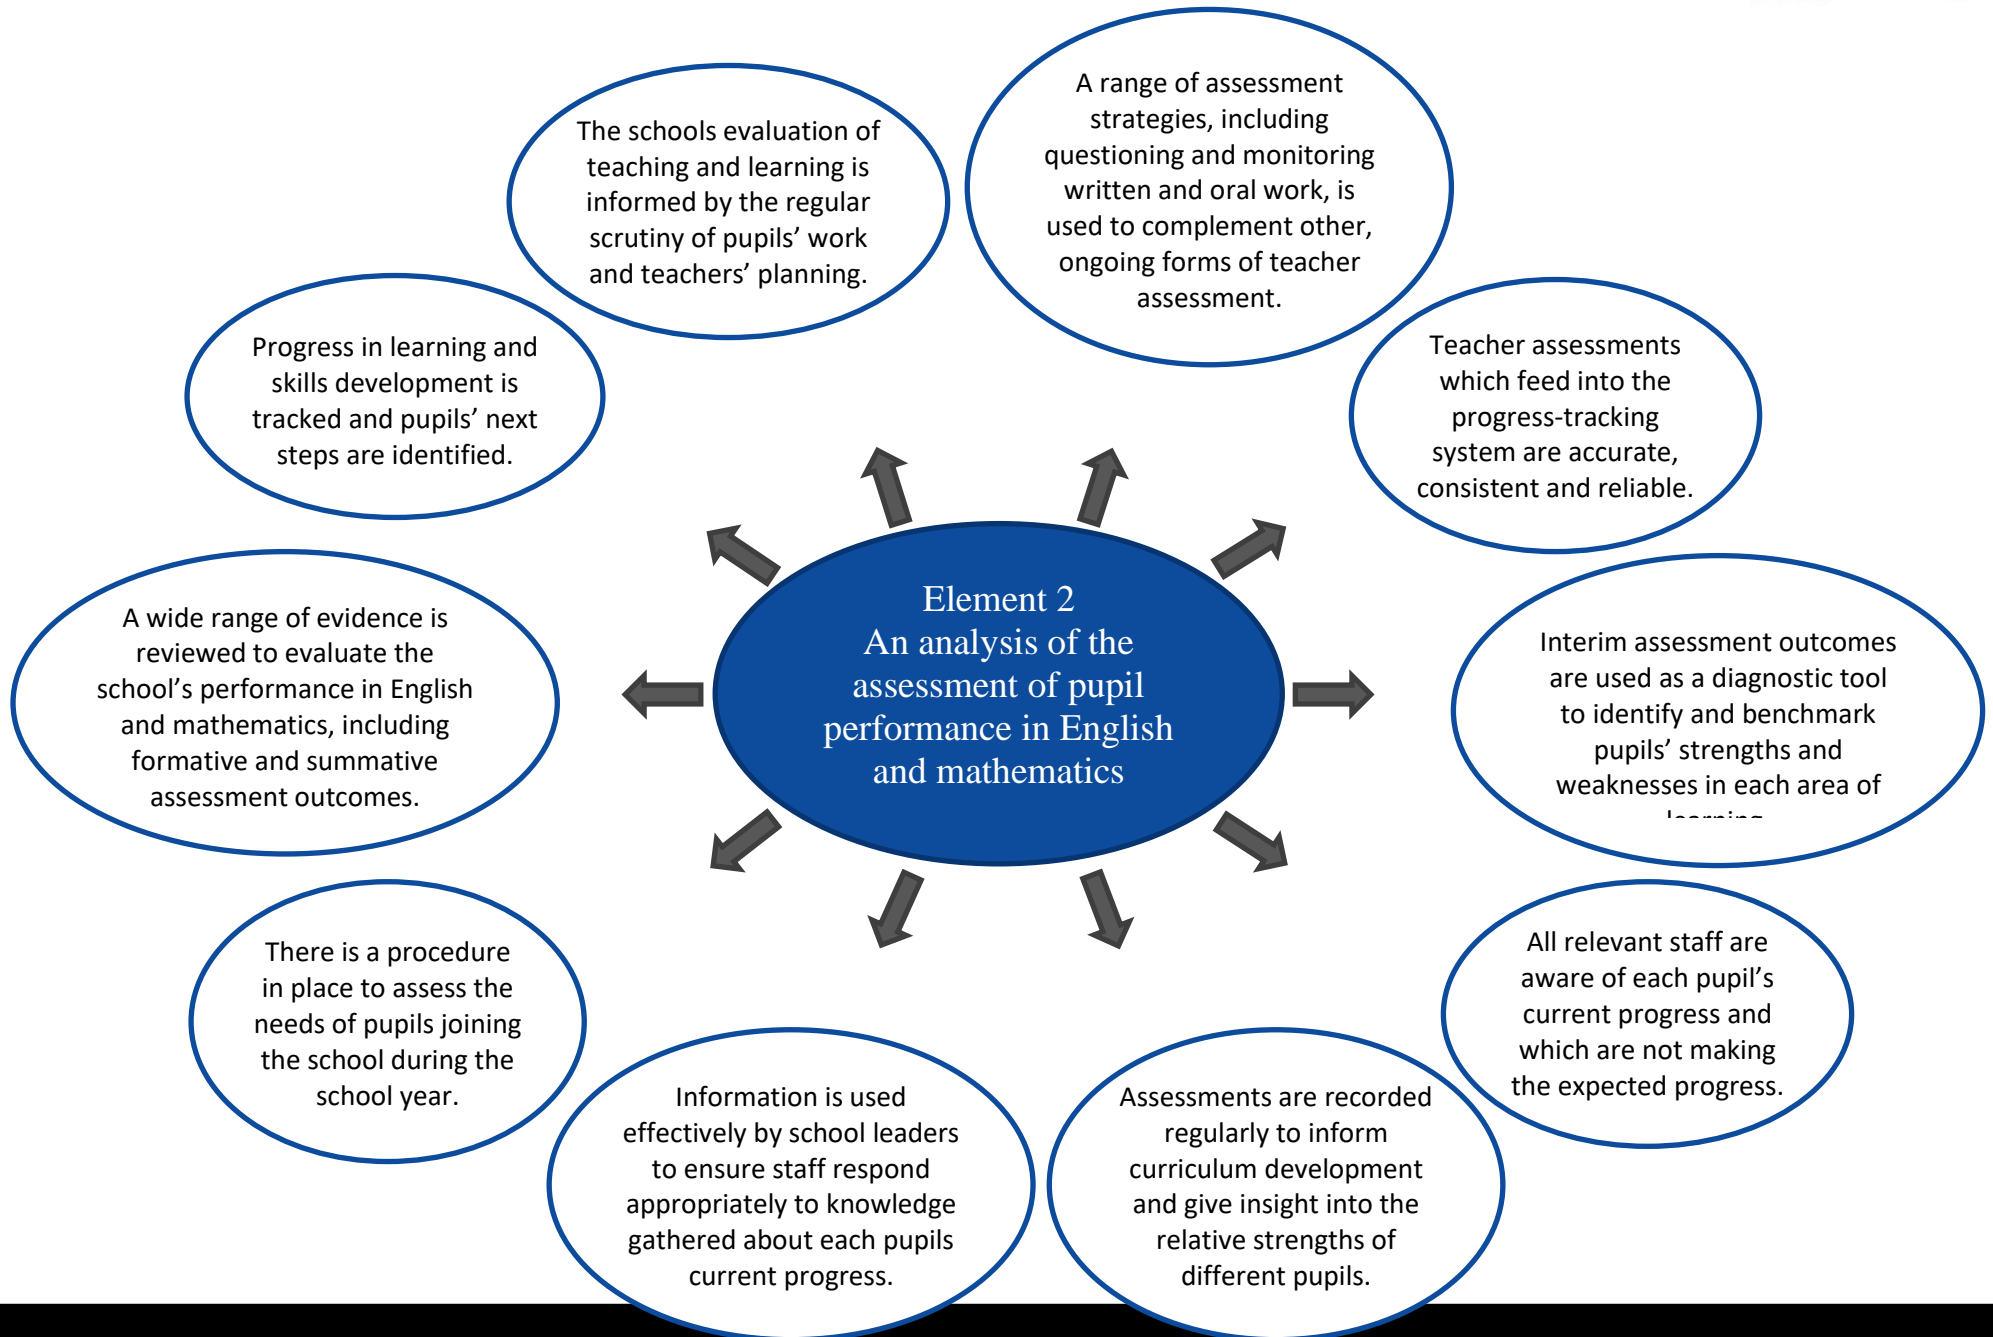 A range of assessment
strategies, including
questioning and monitoring
written and oral work, is
used to complement other,
ongoing forms of teacher
assessment.
The schools evaluation of
teaching and learning is
informed by the regular
scrutiny of pupils’ work
and teachers’ planning.
Progress in learning and
skills development is
tracked and pupils’ next
steps are identified.
Teacher assessments
which feed into the
progress-tracking
system are accurate,
consistent and reliable.
Element 2
An analysis of the
assessment of pupil
performance in English
and mathematics
A wide range of evidence is
reviewed to evaluate the
school’s performance in English
and mathematics, including
formative and summative
assessment outcomes.
Interim assessment outcomes
are used as a diagnostic tool
to identify and benchmark
pupils’ strengths and
weaknesses in each area of
There is a procedure
in place to assess the
needs of pupils joining
the school during the
school year.
All relevant staff are
aware of each pupil’s
current progress and
which are not making
the expected progress.
Information is used
effectively by school leaders
to ensure staff respond
appropriately to knowledge
gathered about each pupils
current progress.
Assessments are recorded
regularly to inform
curriculum development
and give insight into the
relative strengths of
different pupils.